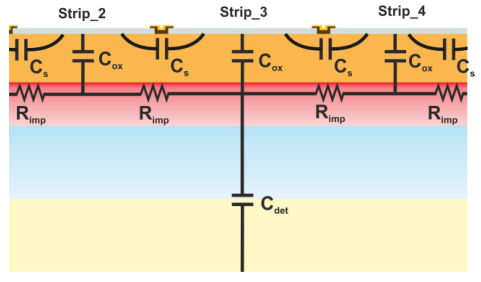 Strip_2 Strip_3 Strip_4
Cs Cox Cs Cox Cs Cox Cs
Rimp Rimp Rimp Rimp
Cdet